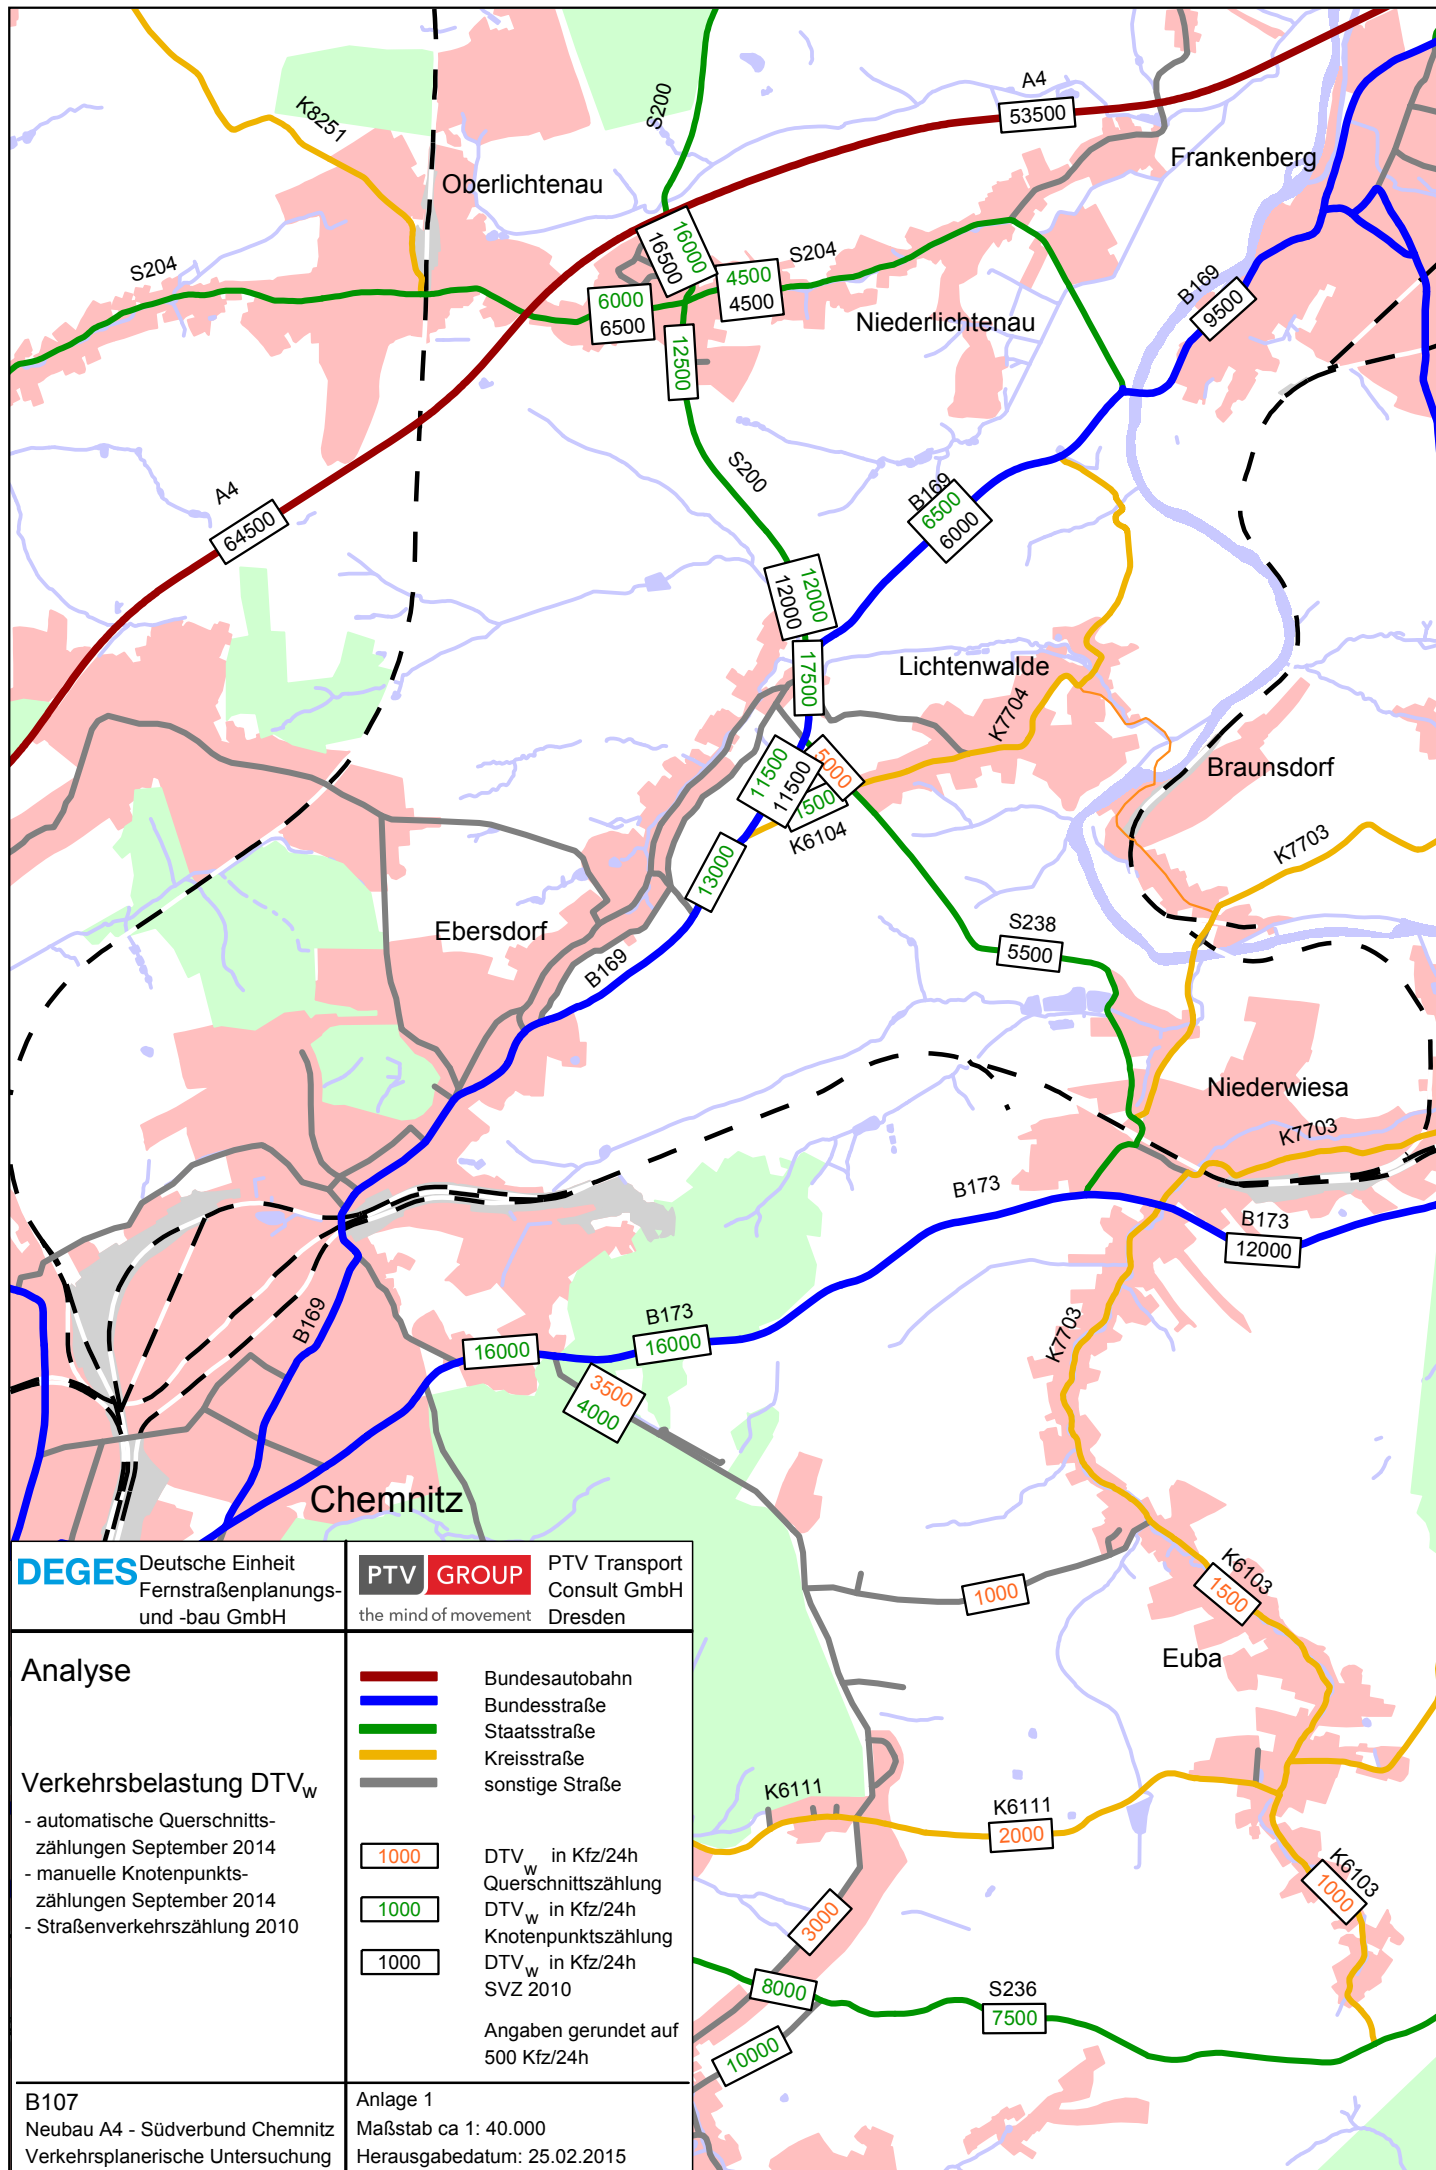 A4
53500
S200
K8251
Frankenberg
Oberlichtenau
S204
16000
16500
4500
4500
S204
6000
6500
B169
9500
Niederlichtenau
12500
S200
A4
64500
B169
6500
6000
12000
12000
Lichtenwalde
17500
K7704
11500
11500
5000
1500
K6104
Braunsdorf
K7703
13000
Ebersdorf
B169
S238
5500
Niederwiesa
K7703
B173
B173
12000
B169
B173
16000
16000
K7703
3500
4000
Chemnitz
1000
K6103
1500
Euba
K6111
K6111
2000
K6103
1000
3000
8000
S236
7500
10000
DEGES Deutsche Einheit
Fernstraßenplanungs-
und -bau GmbH
PTV GROUP
the mind of movement
PTV Transport
Consult GmbH
Dresden
Analyse
Verkehrsbelastung DTVw
- automatische Querschnitts-
zählungen September 2014
- manuelle Knotenpunkts-
zählungen September 2014
- Straßenverkehrszählung 2010
Bundesautobahn
Bundesstraße
Staatsstraße
Kreisstraße
sonstige Straße
1000 DTVw in Kfz/24h
Querschnittszählung
1000 DTVw in Kfz/24h
Knotenpunktszählung
1000 DTVw in Kfz/24h
SVZ 2010
Angaben gerundet auf
500 Kfz/24h
B107
Neubau A4 - Südverbund Chemnitz
Verkehrsplanerische Untersuchung
Anlage 1
Maßstab ca 1: 40.000
Herausgabedatum: 25.02.2015